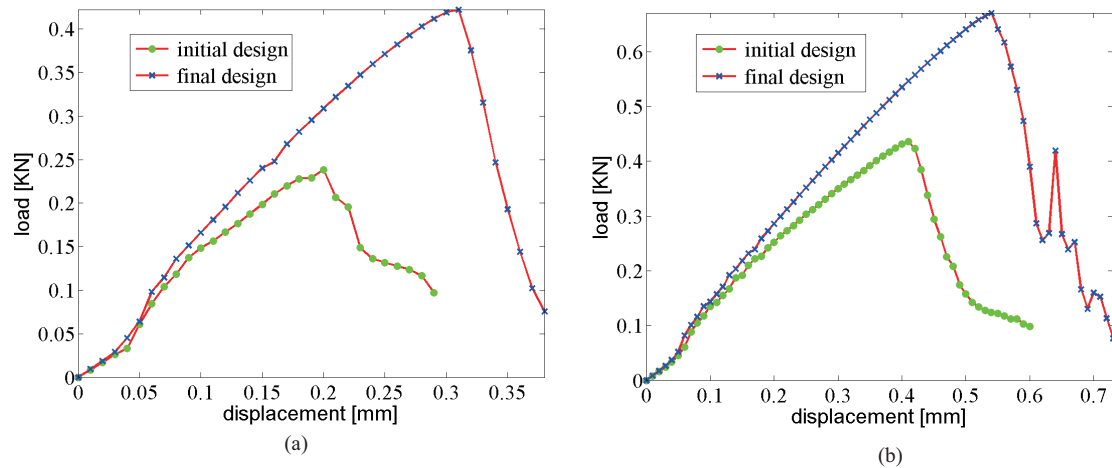 initial design
final design
load [KN]
0.4
0.35
0.3
0.25
0.2
0.15
0.1
0.05
0
0 0.05 0.1 0.15 0.2 0.25 0.3 0.35
displacement [mm]
(a)
initial design
final design
load [KN]
0.6
0.5
0.4
0.3
0.2
0.1
0
0 0.1 0.2 0.3 0.4 0.5 0.6 0.7
displacement [mm]
(b)